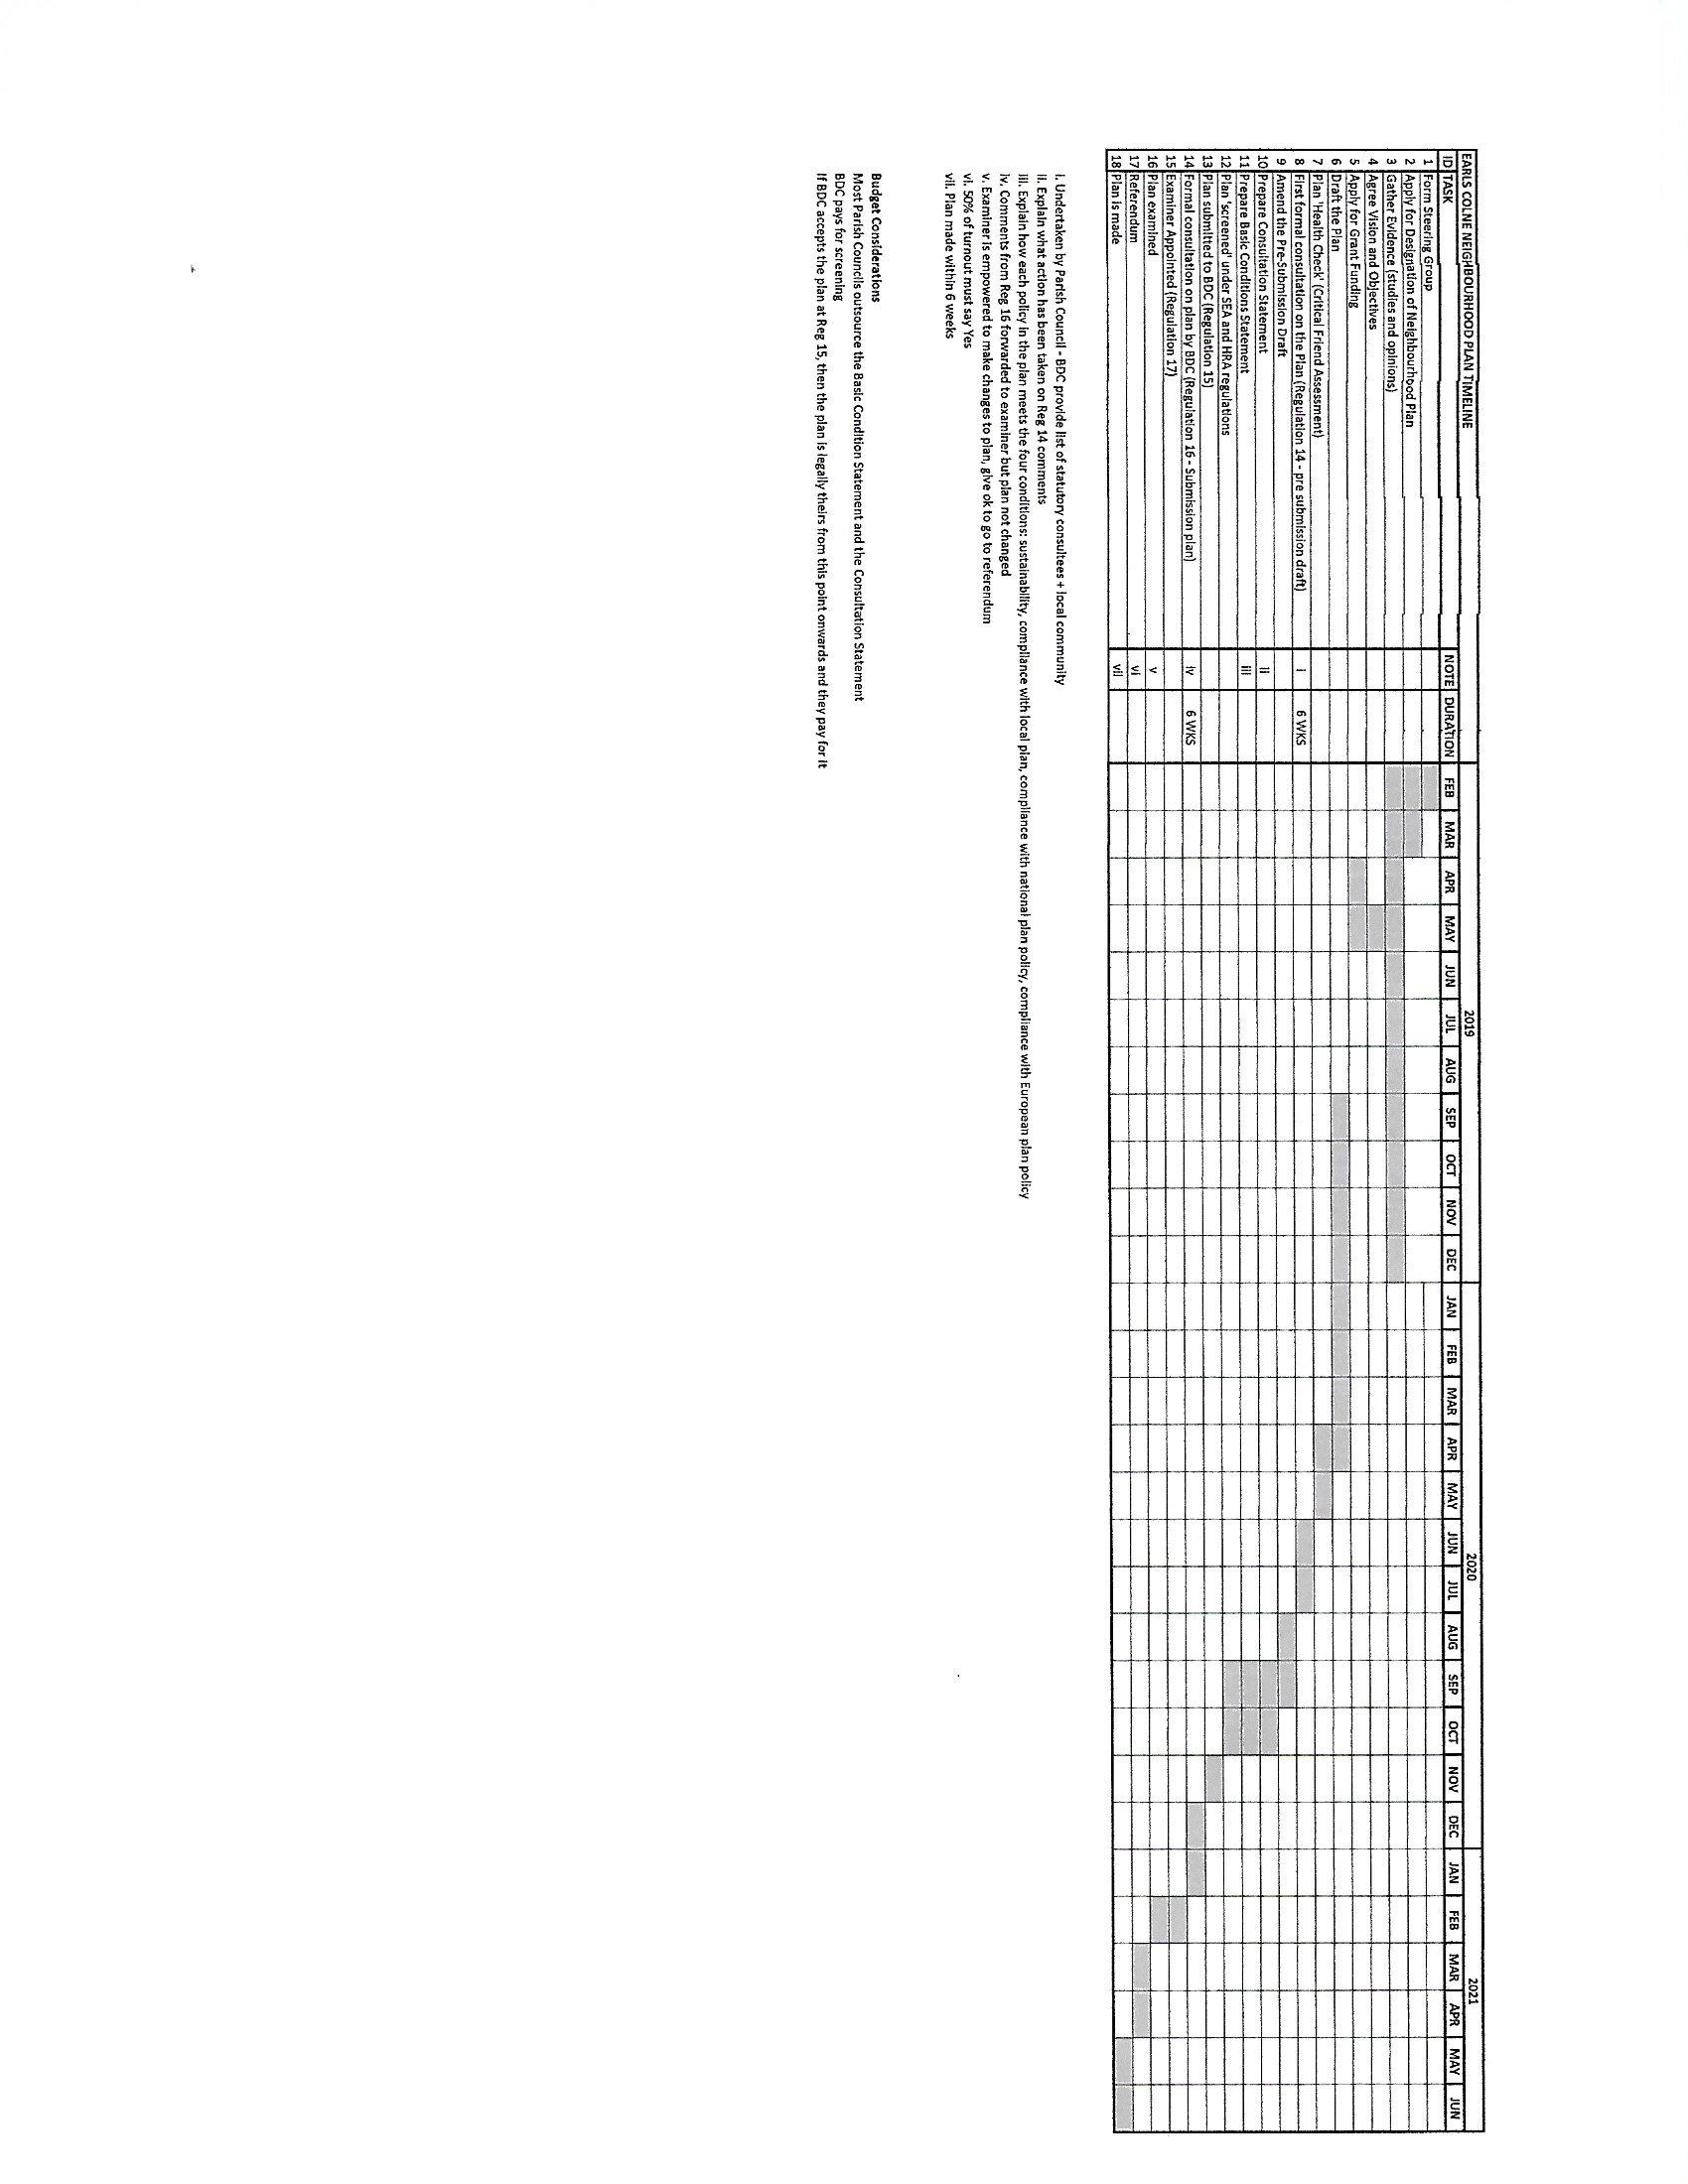 EARLS COLNE NEIGHBOURHOOD PLAN TIMELINE 2019 2020 2021
ID TASK NOTE DURATION FEB MAR APR MAY JUN JUL AUG SEP OCT NOV DEC JAN FEB MAR APR MAY JUN JUL AUG SEP OCT NOV DEC JAN FEB MAR APR MAY JUN
1 Form Steering Group
2 Apply for Designation of Neighbourhood Plan
3 Gather Evidence (studies and opinions)
4 Agree Vision and Objectives
5 Apply for Grant Funding
6 Draft the Plan
7 Plan 'Health Check' (Critical Friend Assessment)
8 First formal consultation on the Plan (Regulation 14 - pre submission draft) i 6 WKS
9 Amend the Pre-Submission Draft
10 Prepare Consultation Statement ii
11 Prepare Basic Conditions Statement iii
12 Plan 'screened' under SEA and HRA regulations
13 Plan submitted to BDC (Regulation 15)
14 Formal consultation on plan by BDC (Regulation 16 - Submission plan) iv 6 WKS
15 Examiner Appointed (Regulation 17)
16 Plan examined v
17 Referendum vi
18 Plan is made vii
i. Undertaken by Parish Council - BDC provide list of statutory consultees + local community
ii. Explain what action has been taken on Reg 14 comments
iii. Explain how each policy in the plan meets the four conditions: sustainability, compliance with local plan, compliance with national plan policy, compliance with European plan policy
iv. Comments from Reg 16 forwarded to examiner but plan not changed
v. Examiner is empowered to make changes to plan, give ok to go to referendum
vi. 50% of turnout must say Yes
vii. Plan made within 6 weeks
Budget Considerations
Most Parish Councils outsource the Basic Condition Statement and the Consultation Statement
BDC pays for screening
If BDC accepts the plan at Reg 15, then the plan is legally theirs from this point onwards and they pay for it